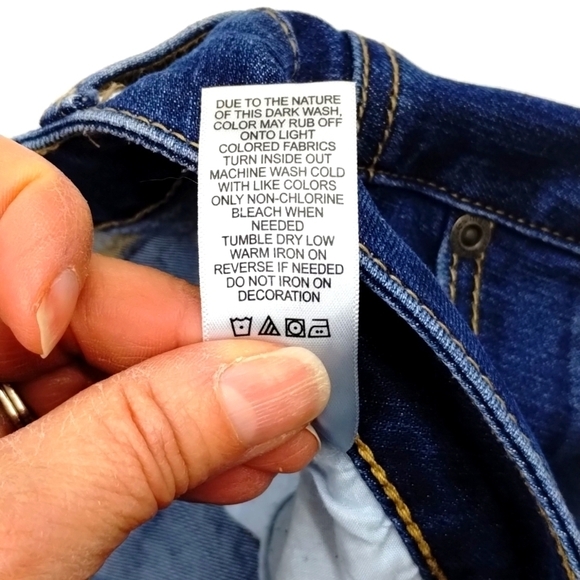 DUE TO THE NATURE
OF THIS DARK WASH,
COLOR MAY RUB OFF
ONTO LIGHT
COLORED FABRICS
TURN INSIDE OUT
MACHINE WASH COLD
WITH LIKE COLORS
ONLY NON-CHLORINE
BLEACH WHEN
NEEDED
TUMBLE DRY LOW
WARM IRON ON
REVERSE IF NEEDED
DO NOT IRON ON
DECORATION